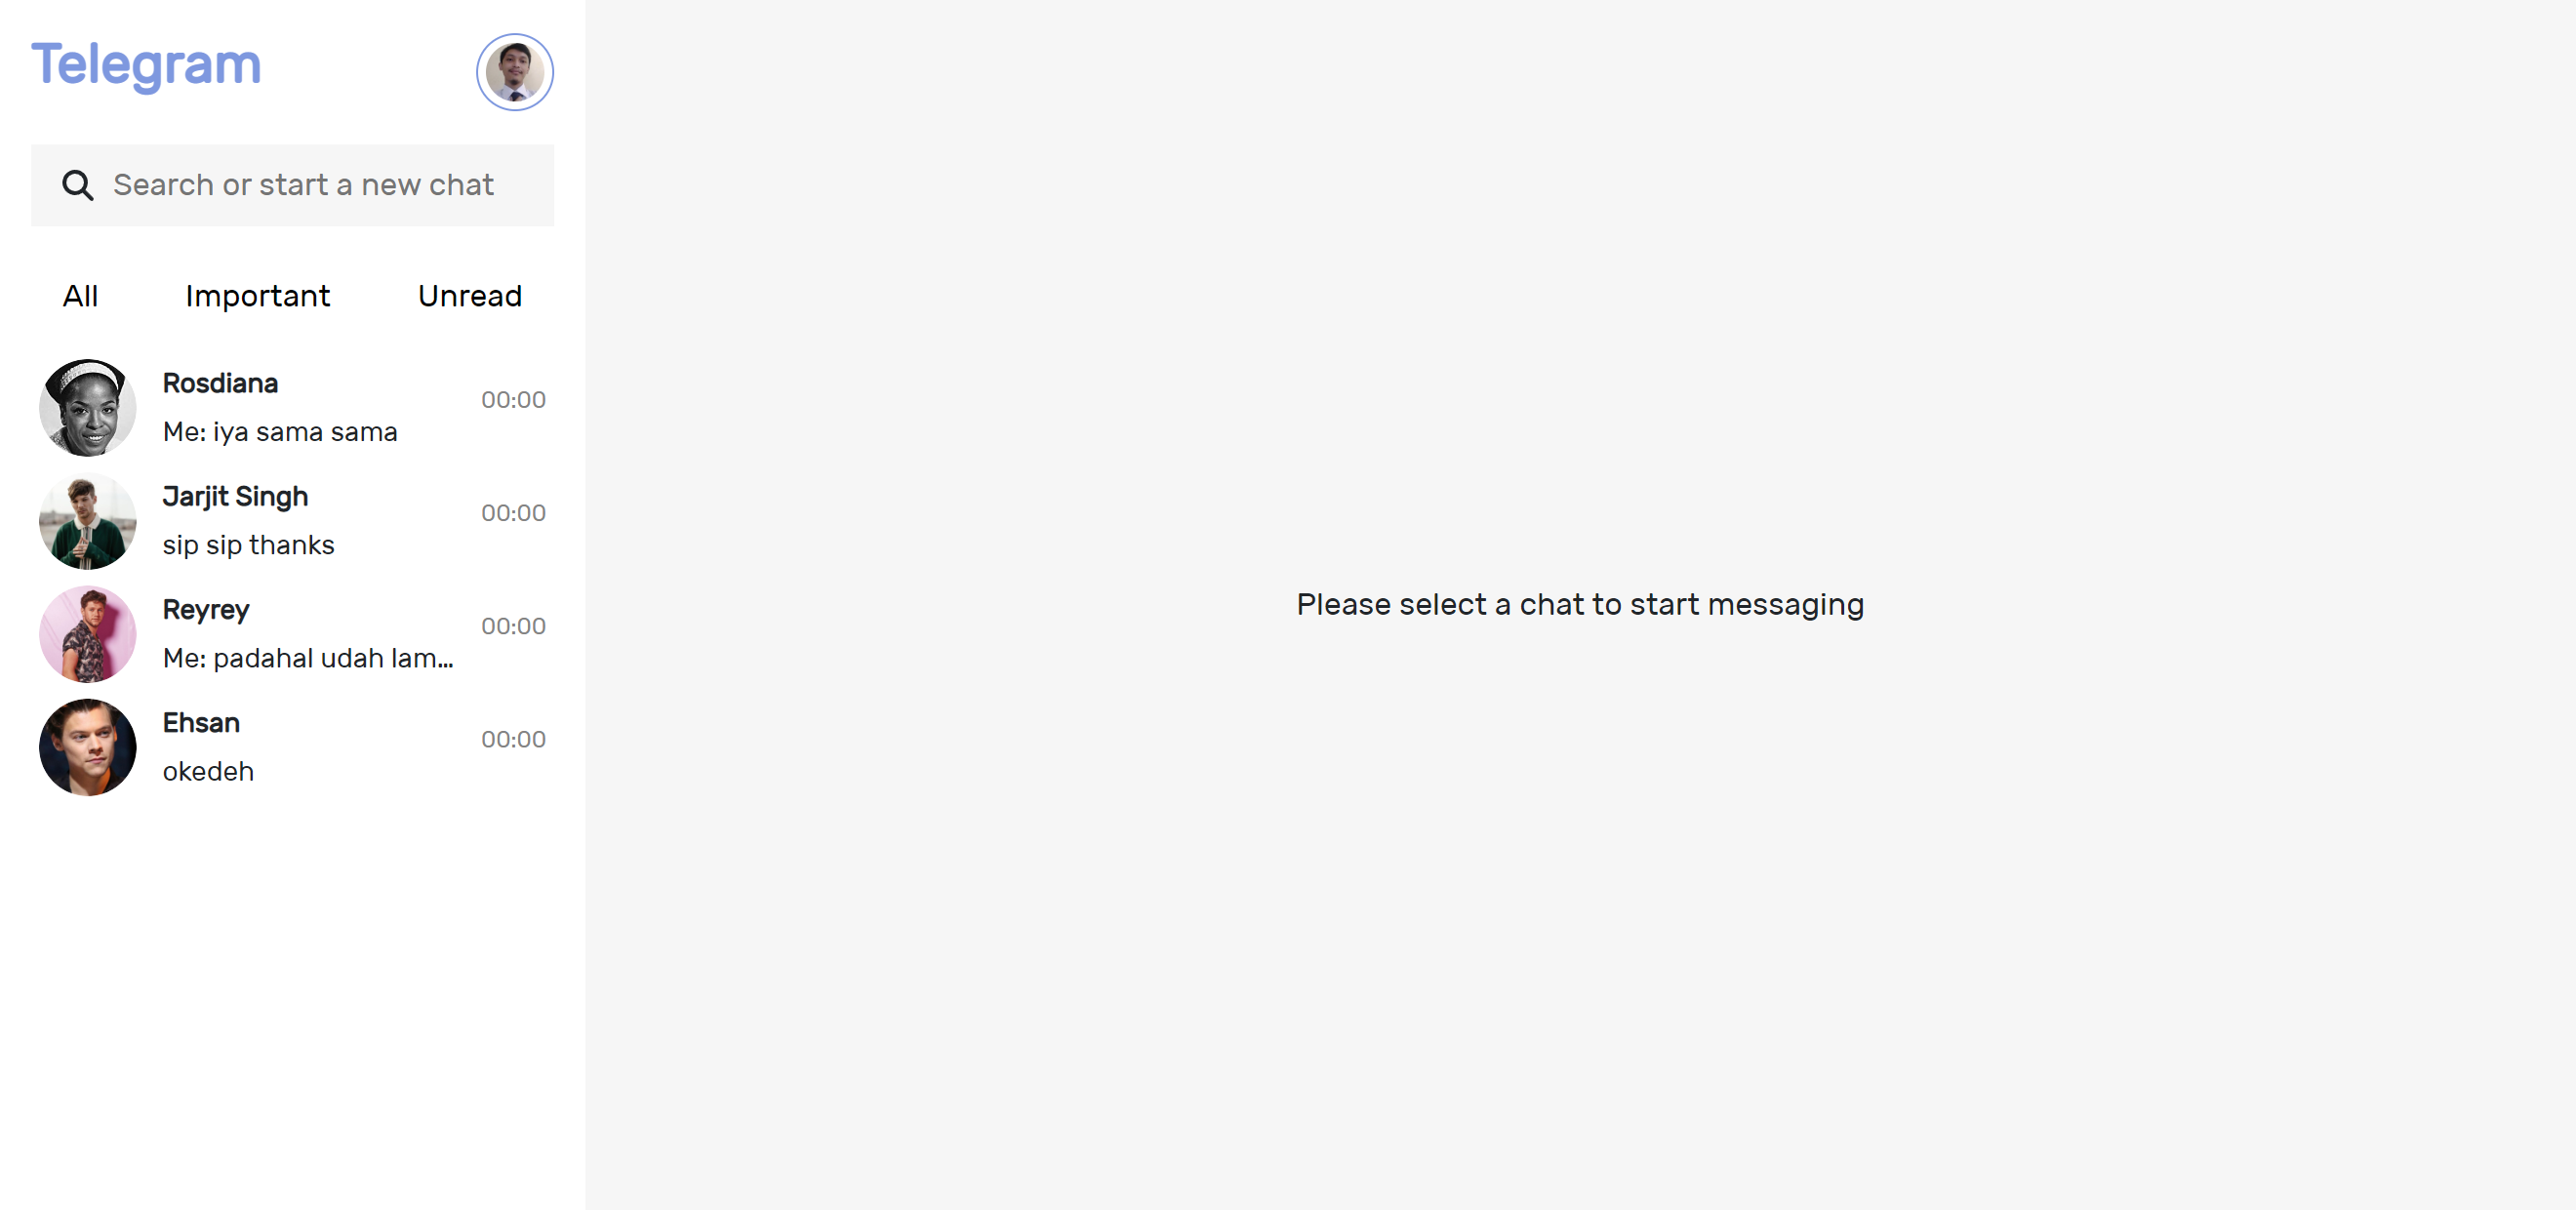 Telegram
Search or start a new chat
All Important Unread
Rosdiana
00:00
Me: iya sama sama
Jarjit Singh
00:00
sip sip thanks
Reyrey
00:00
Me: padahal udah lam...
Ehsan
00:00
okedeh
Please select a chat to start messaging